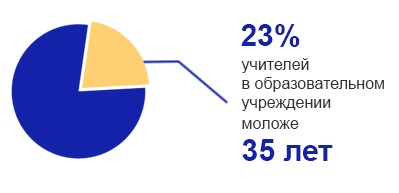 23%
учителей
в образовательном
учреждении
моложе
35 лет